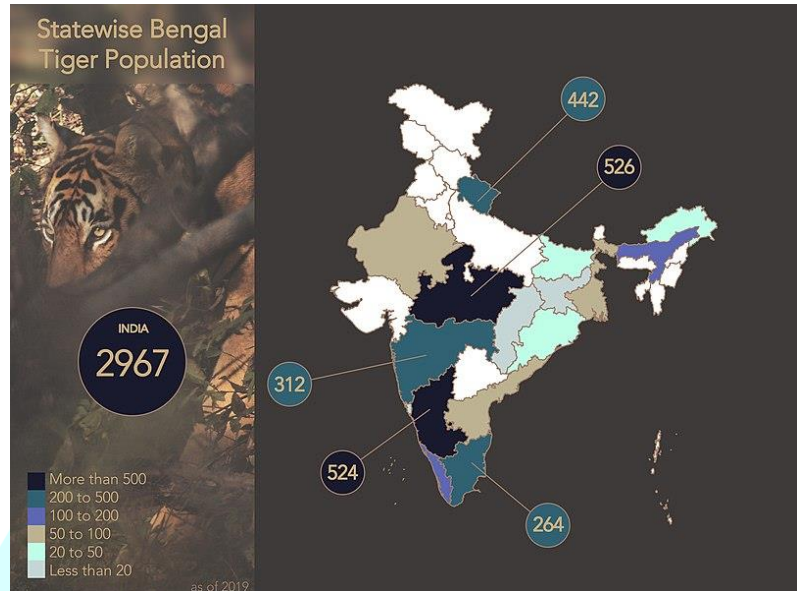 Statewise Bengal
Tiger Population
442
526
INDIA
2967
312
524
264
More than 500
200 to 500
100 to 200
50 to 100
20 to 50
Less than 20
as of 2019